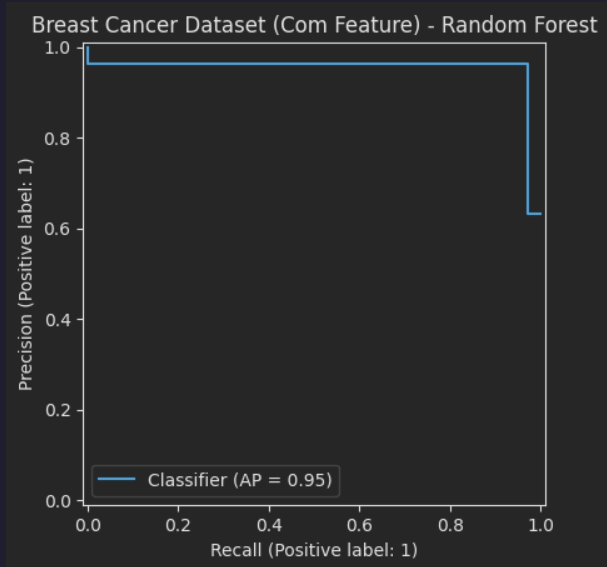 Breast Cancer Dataset (Com Feature) - Random Forest
1.0
0.8
0.6
0.4
0.2
0.0
Precision (Positive label: 1)
Classifier (AP = 0.95)
0.0 0.2 0.4 0.6 0.8 1.0
Recall (Positive label: 1)